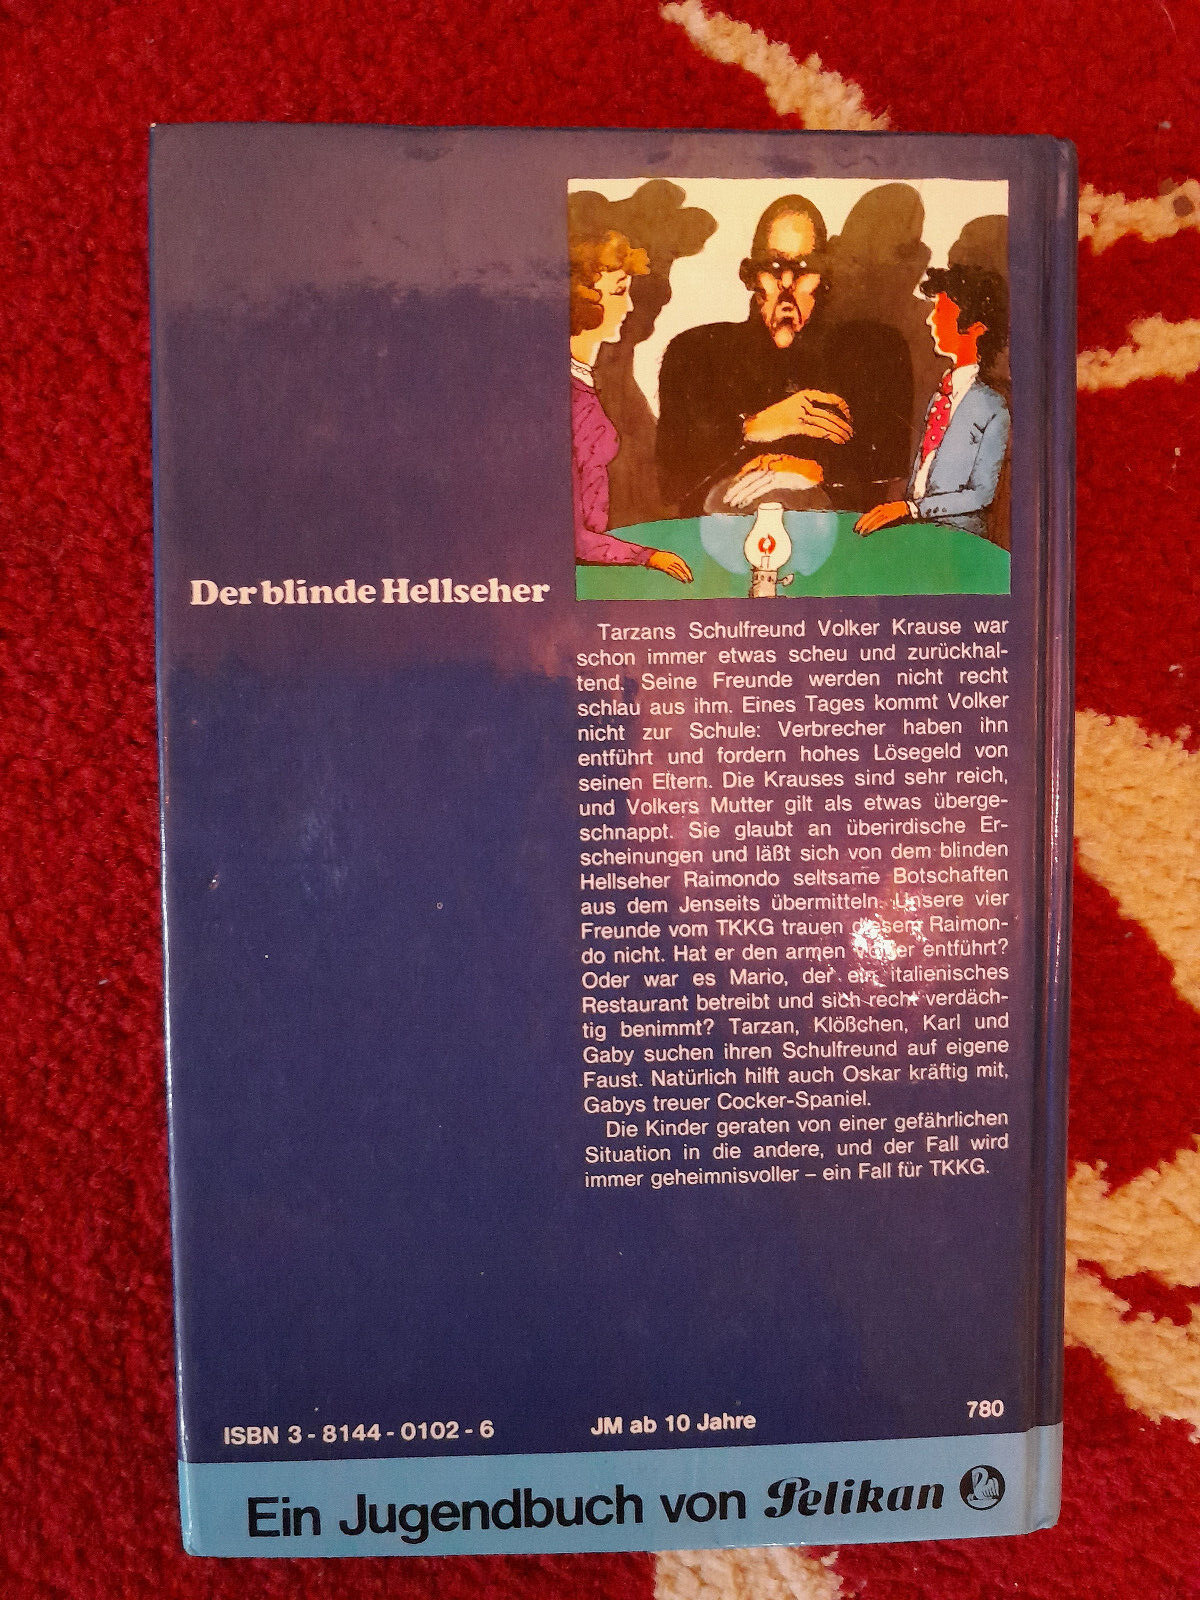 Der blinde Hellseher
Tarzans Schulfreund Volker Krause war
schon immer etwas scheu und zurückhal-
tend. Seine Freunde werden nicht recht
schlau aus ihm. Eines Tages kommt Volker
nicht zur Schule: Verbrecher haben ihn
entführt und fordern hohes Lösegeld von
seinen Eltern. Die Krauses sind sehr reich,
und Volkers Mutter gilt als etwas überge-
schnappt. Sie glaubt an überirdische Er-
scheinungen und läßt sich von dem blinden
Hellseher Raimondo seltsame Botschaften
aus dem Jenseits übermitteln. Unsere vier
Freunde vom TKKG trauen diesem Raimon-
do nicht. Hat er den armen entführt?
Oder war es Mario, der ein italienisches
Restaurant betreibt und sich recht verdäch-
tig benimmt? Tarzan, Klößchen, Karl und
Gaby suchen ihren Schulfreund auf eigene
Faust. Natürlich hilft auch Oskar kräftig mit,
Gabys treuer Cocker-Spaniel.
Die Kinder geraten von einer gefährlichen
Situation in die andere, und der Fall wird
immer geheimnisvoller – ein Fall für TKKG.
ISBN 3-8144-0102-6
JM ab 10 Jahre
780
Ein Jugendbuch von Pelikan